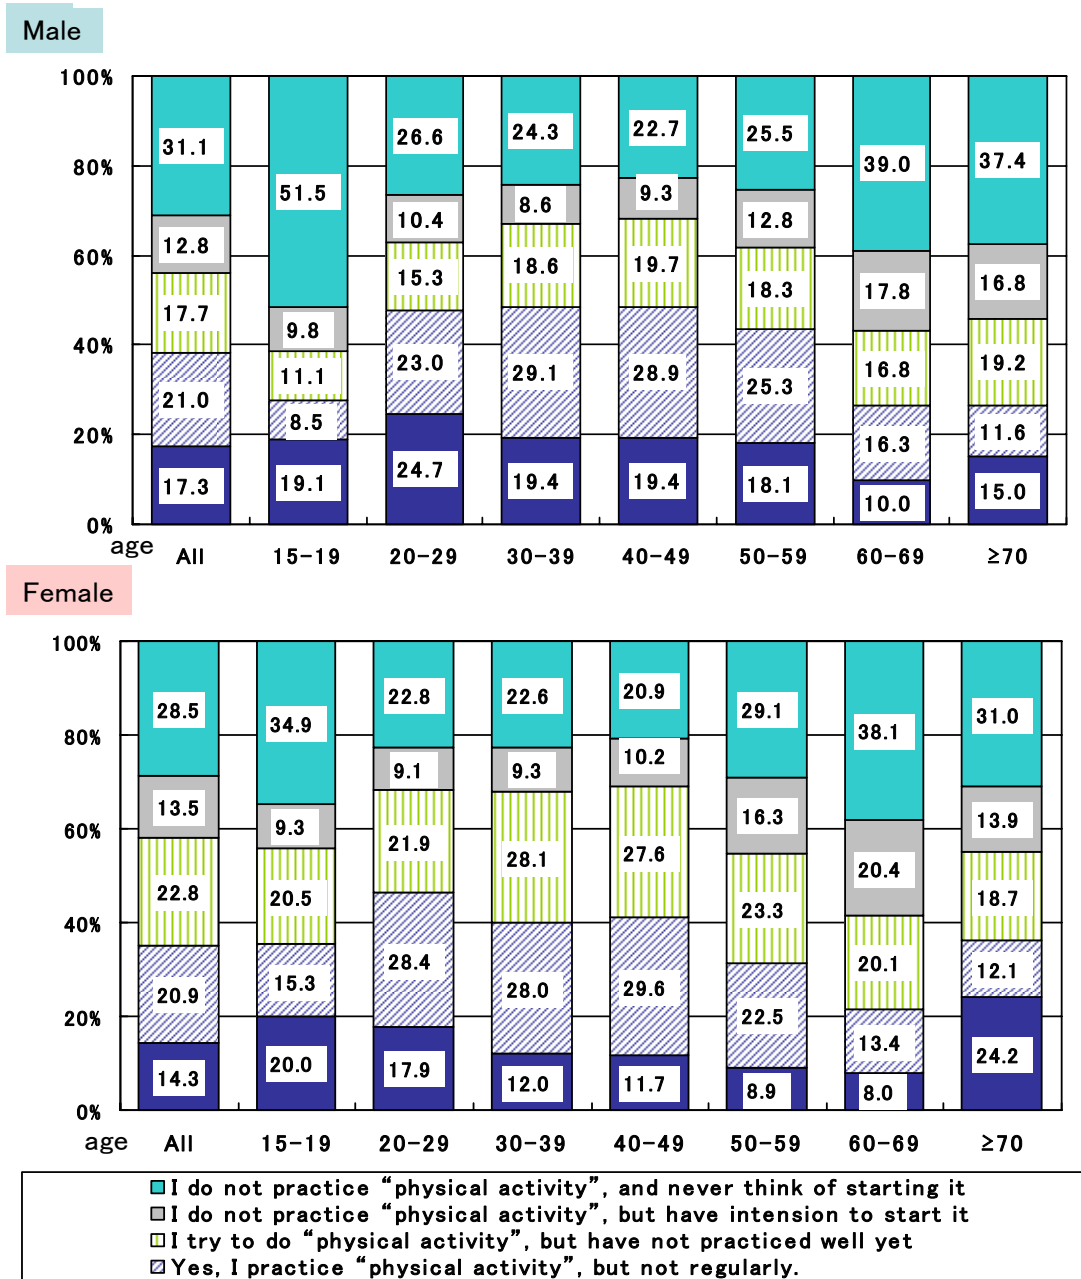 Male
100%
80%
60%
40%
20%
0%
31.1 51.5 26.6 24.3 22.7 25.5 39.0 37.4
12.8 9.8 10.4 8.6 9.3 12.8 17.8 16.8
17.7 11.1 15.3 18.6 19.7 18.3 16.8 19.2
21.0 8.5 23.0 29.1 28.9 25.3 16.3 11.6
17.3 19.1 24.7 19.4 19.4 18.1 10.0 15.0
age All 15-19 20-29 30-39 40-49 50-59 60-69 ≥70
Female
100%
80%
60%
40%
20%
0%
28.5 34.9 22.8 22.6 20.9 29.1 38.1 31.0
13.5 9.3 9.1 9.3 10.2 16.3 20.4 13.9
22.8 20.5 21.9 28.1 27.6 23.3 20.1 18.7
20.9 15.3 28.4 28.0 29.6 22.5 13.4 12.1
14.3 20.0 17.9 12.0 11.7 8.9 8.0 24.2
age All 15-19 20-29 30-39 40-49 50-59 60-69 ≥70
I do not practice “physical activity”, and never think of starting it
I do not practice “physical activity”, but have intension to start it
I try to do “physical activity”, but have not practiced well yet
Yes, I practice “physical activity”, but not regularly.